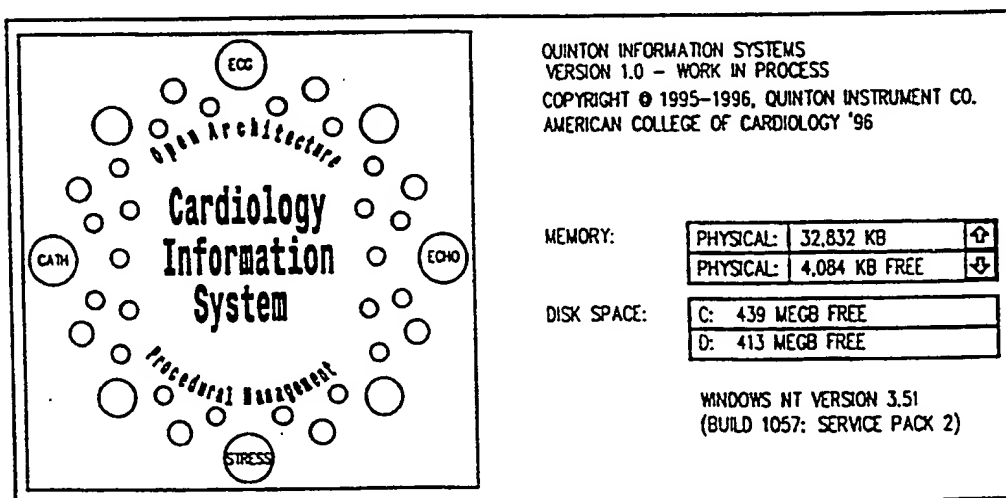 ECG
Open Architecture
Cardiology
Information
System
CATH
ECHO
Procedural Management
STRESS
QUINTON INFORMATION SYSTEMS
VERSION 1.0 – WORK IN PROCESS
COPYRIGHT © 1995–1996, QUINTON INSTRUMENT CO.
AMERICAN COLLEGE OF CARDIOLOGY '96
MEMORY: PHYSICAL: 32,832 KB
PHYSICAL: 4,084 KB FREE
DISK SPACE: C: 439 MEGB FREE
D: 413 MEGB FREE
WINDOWS NT VERSION 3.51
(BUILD 1057: SERVICE PACK 2)